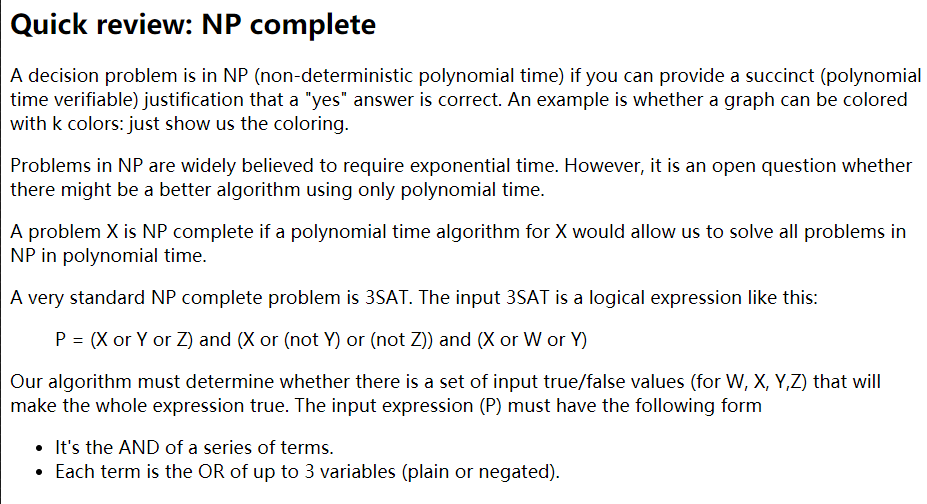 Quick review: NP complete
A decision problem is in NP (non-deterministic polynomial time) if you can provide a succinct (polynomial
time verifiable) justification that a "yes" answer is correct. An example is whether a graph can be colored
with k colors: just show us the coloring.
Problems in NP are widely believed to require exponential time. However, it is an open question whether
there might be a better algorithm using only polynomial time.
A problem X is NP complete if a polynomial time algorithm for X would allow us to solve all problems in
NP in polynomial time.
A very standard NP complete problem is 3SAT. The input 3SAT is a logical expression like this:
P = (X or Y or Z) and (X or (not Y) or (not Z)) and (X or W or Y)
Our algorithm must determine whether there is a set of input true/false values (for W, X, Y,Z) that will
make the whole expression true. The input expression (P) must have the following form
• It's the AND of a series of terms.
• Each term is the OR of up to 3 variables (plain or negated).